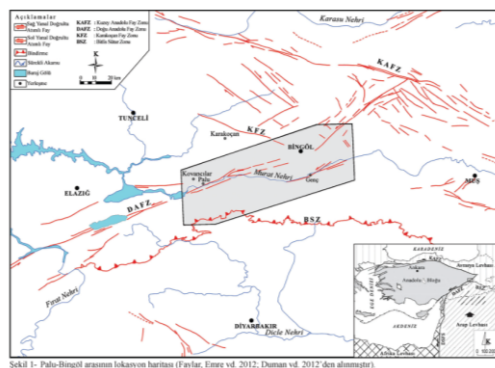 Açıklamalar
Sağ Yanal Doğrultu Atımlı Fay
Sol Yanal Doğrultu Atımlı Fay
Bindirme
Sürekli Akarsu
Baraj Gölü
Yerleşme
KAFZ : Kuzey Anadolu Fay Zonu
DAFZ : Doğu Anadolu Fay Zonu
KFZ : Karakoçan Fay Zonu
BSZ : Bitlis Sütur Zonu
K
0 10 20 km
Karasu Nehri
KAFZ
TUNCELİ
Karakoçan
KFZ
BİNGÖL
Kovancılar
Palu
Murat Nehri
Genç
MUŞ
ELAZIĞ
DAFZ
BSZ
Fırat Nehri
DİYARBAKIR
Dicle Nehri
KARADENİZ
Ankara
KAFZ
Avrasya Levhası
Anadolu Bloğu
EGE DENİZİ
DAFZ
BSZ
AKDENİZ
Arap Levhası
Afrika Levhası
K
Şekil 1- Palu-Bingöl arasının lokasyon haritası (Faylar, Emre vd. 2012; Duman vd. 2012'den alınmıştır).